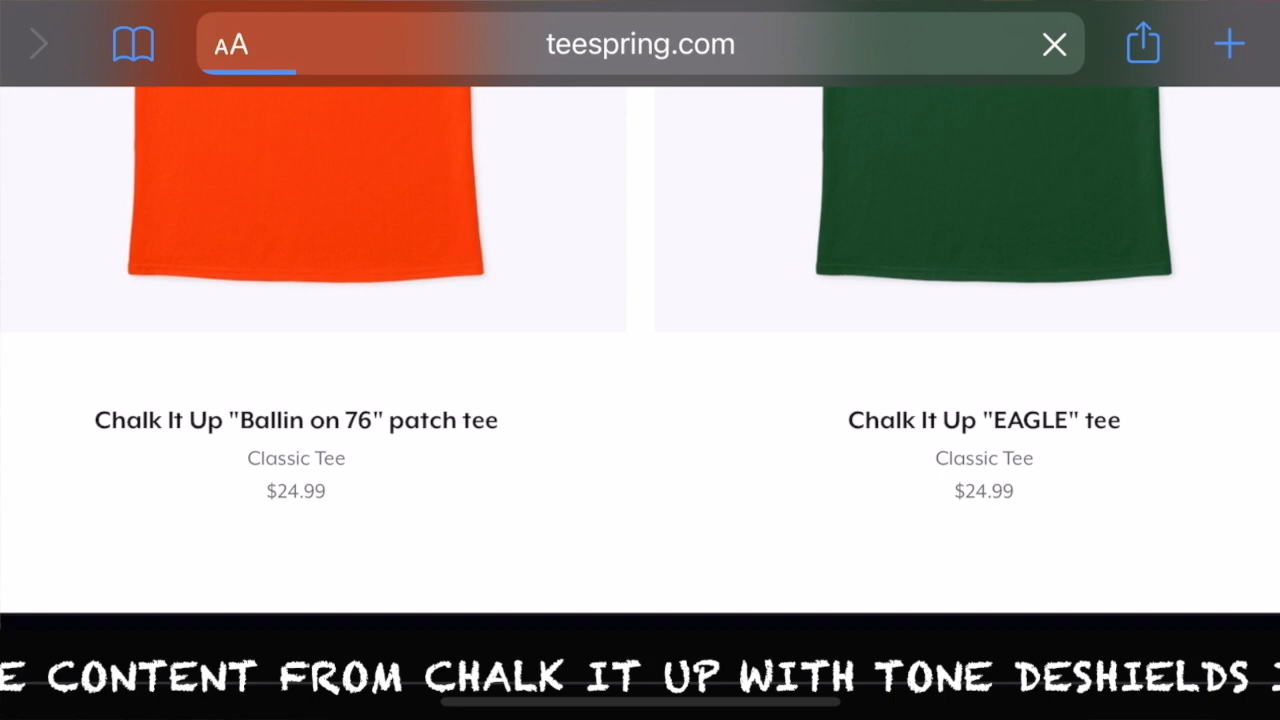 AA
teespring.com
Chalk It Up "Ballin on 76" patch tee
Classic Tee
$24.99
Chalk It Up "EAGLE" tee
Classic Tee
$24.99
E CONTENT FROM CHALK IT UP WITH TONE DESHIELDS